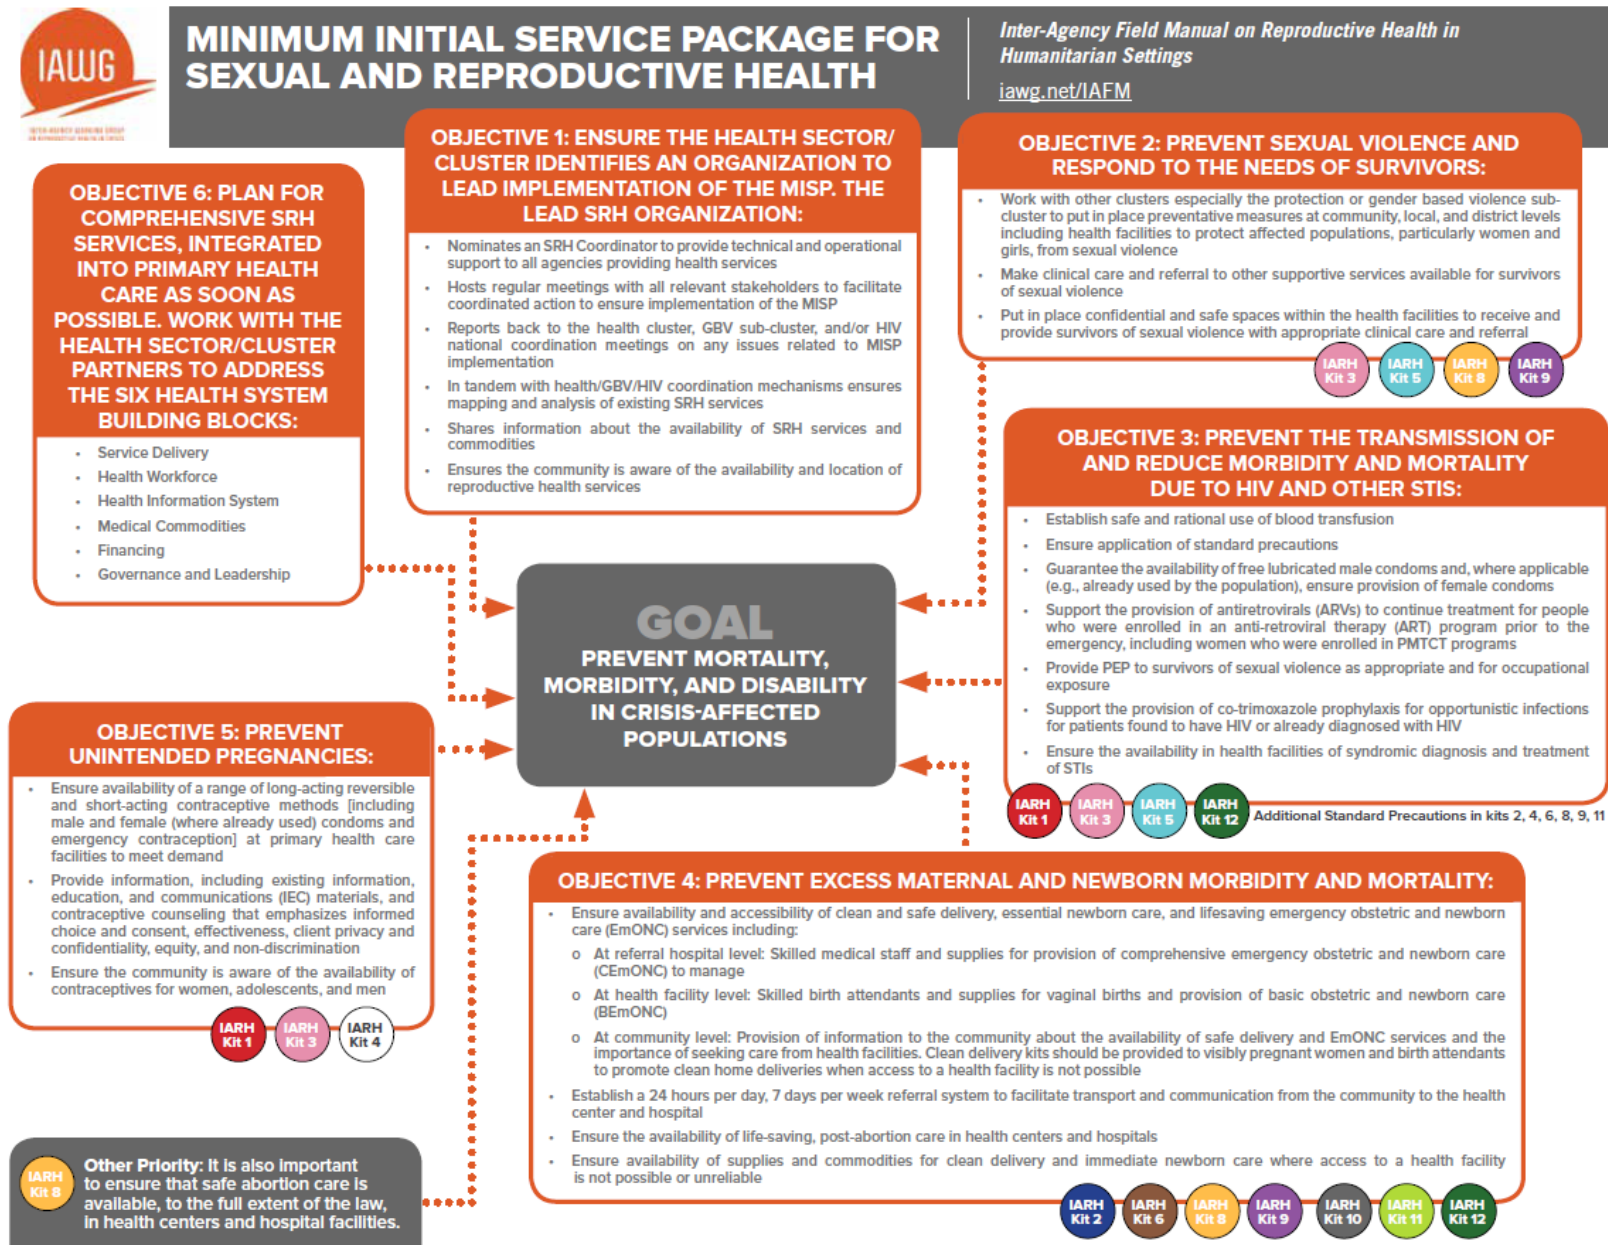 IAWG
INTER-AGENCY WORKING GROUP
ON REPRODUCTIVE HEALTH IN CRISES
MINIMUM INITIAL SERVICE PACKAGE FOR
SEXUAL AND REPRODUCTIVE HEALTH
Inter-Agency Field Manual on Reproductive Health in
Humanitarian Settings
iawg.net/IAFM
OBJECTIVE 1: ENSURE THE HEALTH SECTOR/
CLUSTER IDENTIFIES AN ORGANIZATION TO
LEAD IMPLEMENTATION OF THE MISP. THE
LEAD SRH ORGANIZATION:
• Nominates an SRH Coordinator to provide technical and operational
support to all agencies providing health services
• Hosts regular meetings with all relevant stakeholders to facilitate
coordinated action to ensure implementation of the MISP
• Reports back to the health cluster, GBV sub-cluster, and/or HIV
national coordination meetings on any issues related to MISP
implementation
• In tandem with health/GBV/HIV coordination mechanisms ensures
mapping and analysis of existing SRH services
• Shares information about the availability of SRH services and
commodities
• Ensures the community is aware of the availability and location of
reproductive health services
OBJECTIVE 2: PREVENT SEXUAL VIOLENCE AND
RESPOND TO THE NEEDS OF SURVIVORS:
• Work with other clusters especially the protection or gender based violence sub-
cluster to put in place preventative measures at community, local, and district levels
including health facilities to protect affected populations, particularly women and
girls, from sexual violence
• Make clinical care and referral to other supportive services available for survivors
of sexual violence
• Put in place confidential and safe spaces within the health facilities to receive and
provide survivors of sexual violence with appropriate clinical care and referral
IARH Kit 3
IARH Kit 5
IARH Kit 8
IARH Kit 9
OBJECTIVE 3: PREVENT THE TRANSMISSION OF
AND REDUCE MORBIDITY AND MORTALITY
DUE TO HIV AND OTHER STIS:
• Establish safe and rational use of blood transfusion
• Ensure application of standard precautions
• Guarantee the availability of free lubricated male condoms and, where applicable
(e.g., already used by the population), ensure provision of female condoms
• Support the provision of antiretrovirals (ARVs) to continue treatment for people
who were enrolled in an anti-retroviral therapy (ART) program prior to the
emergency, including women who were enrolled in PMTCT programs
• Provide PEP to survivors of sexual violence as appropriate and for occupational
exposure
• Support the provision of co-trimoxazole prophylaxis for opportunistic infections
for patients found to have HIV or already diagnosed with HIV
• Ensure the availability in health facilities of syndromic diagnosis and treatment
of STIs
IARH Kit 1
IARH Kit 3
IARH Kit 5
IARH Kit 12
Additional Standard Precautions in kits 2, 4, 6, 8, 9, 11
OBJECTIVE 4: PREVENT EXCESS MATERNAL AND NEWBORN MORBIDITY AND MORTALITY:
• Ensure availability and accessibility of clean and safe delivery, essential newborn care, and lifesaving emergency obstetric and newborn
care (EmONC) services including:
o At referral hospital level: Skilled medical staff and supplies for provision of comprehensive emergency obstetric and newborn care
(CEmONC) to manage
o At health facility level: Skilled birth attendants and supplies for vaginal births and provision of basic obstetric and newborn care
(BEmONC)
o At community level: Provision of information to the community about the availability of safe delivery and EmONC services and the
importance of seeking care from health facilities. Clean delivery kits should be provided to visibly pregnant women and birth attendants
to promote clean home deliveries when access to a health facility is not possible
• Establish a 24 hours per day, 7 days per week referral system to facilitate transport and communication from the community to the health
center and hospital
• Ensure the availability of life-saving, post-abortion care in health centers and hospitals
• Ensure availability of supplies and commodities for clean delivery and immediate newborn care where access to a health facility
is not possible or unreliable
IARH Kit 2
IARH Kit 6
IARH Kit 8
IARH Kit 9
IARH Kit 10
IARH Kit 11
IARH Kit 12
OBJECTIVE 5: PREVENT
UNINTENDED PREGNANCIES:
• Ensure availability of a range of long-acting reversible
and short-acting contraceptive methods [including
male and female (where already used) condoms and
emergency contraception] at primary health care
facilities to meet demand
• Provide information, including existing information,
education, and communications (IEC) materials, and
contraceptive counseling that emphasizes informed
choice and consent, effectiveness, client privacy and
confidentiality, equity, and non-discrimination
• Ensure the community is aware of the availability of
contraceptives for women, adolescents, and men
IARH Kit 1
IARH Kit 3
IARH Kit 4
OBJECTIVE 6: PLAN FOR
COMPREHENSIVE SRH
SERVICES, INTEGRATED
INTO PRIMARY HEALTH
CARE AS SOON AS
POSSIBLE. WORK WITH THE
HEALTH SECTOR/CLUSTER
PARTNERS TO ADDRESS
THE SIX HEALTH SYSTEM
BUILDING BLOCKS:
• Service Delivery
• Health Workforce
• Health Information System
• Medical Commodities
• Financing
• Governance and Leadership
GOAL
PREVENT MORTALITY,
MORBIDITY, AND DISABILITY
IN CRISIS-AFFECTED
POPULATIONS
IARH Kit 8
Other Priority: It is also important
to ensure that safe abortion care is
available, to the full extent of the law,
in health centers and hospital facilities.